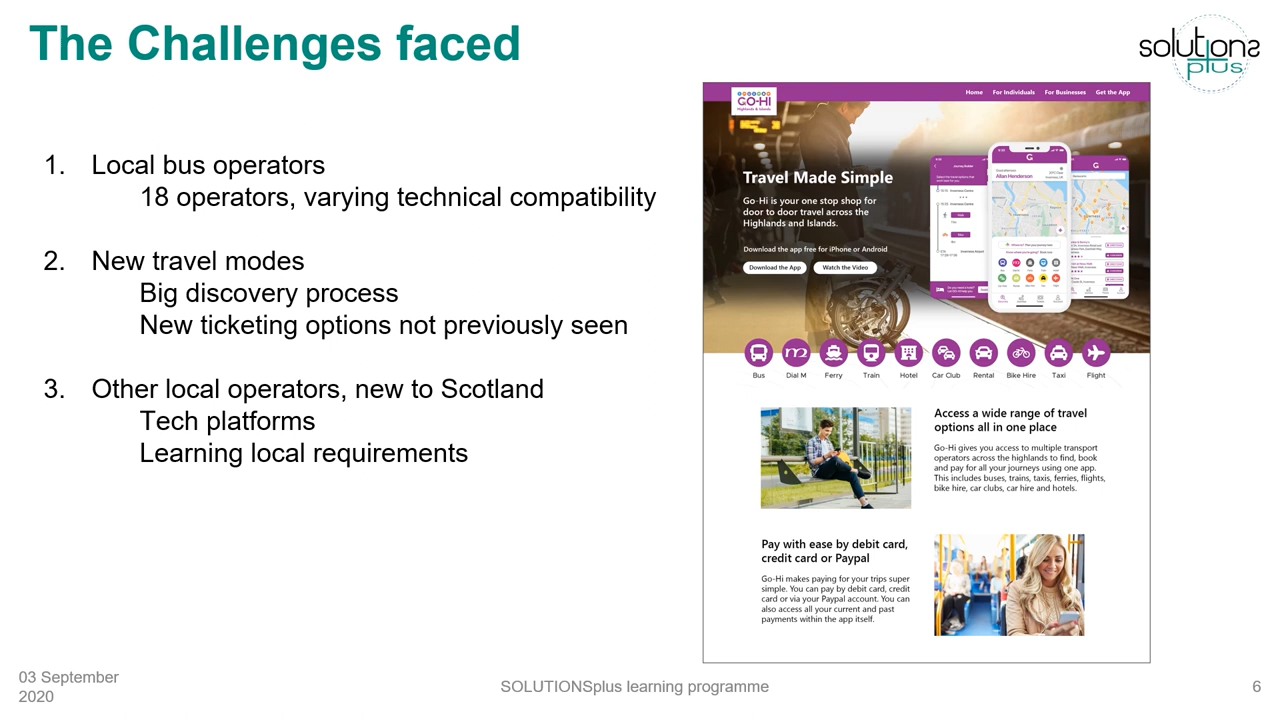 The Challenges faced
solutions
plus
1. Local bus operators
18 operators, varying technical compatibility
2. New travel modes
Big discovery process
New ticketing options not previously seen
3. Other local operators, new to Scotland
Tech platforms
Learning local requirements
GO-HI
Highlands & Islands
Home For Individuals For Businesses Get the App
Travel Made Simple
Go-Hi is your one stop shop for
door to door travel across the
Highlands and Islands.
Download the app free for iPhone or Android
Download the App Watch the Video
Allan Henderson
Bus Dial M Ferry Train Hotel Car Club Rental Bike Hire Taxi Flight
Access a wide range of travel
options all in one place
Go-Hi gives you access to multiple transport
operators across the highlands to find, book
and pay for all your journeys using one app.
This includes buses, trains, taxis, ferries, flights,
bike hire, car clubs, car hire and hotels.
Pay with ease by debit card,
credit card or Paypal
Go-Hi makes paying for your trips super
simple. You can pay by debit card, credit
card or via your Paypal account. You can
also access all your current and past
payments within the app itself.
03 September
2020
SOLUTIONSplus learning programme
6